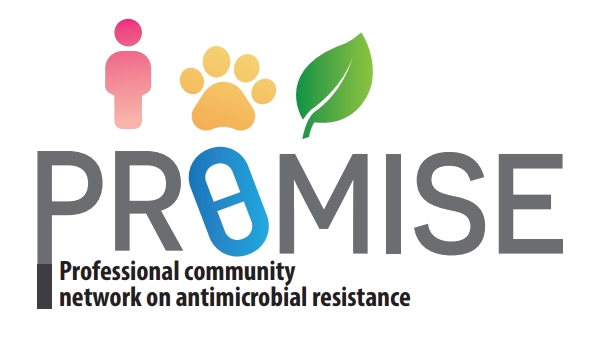 PROMISE
Professional community
network on antimicrobial resistance